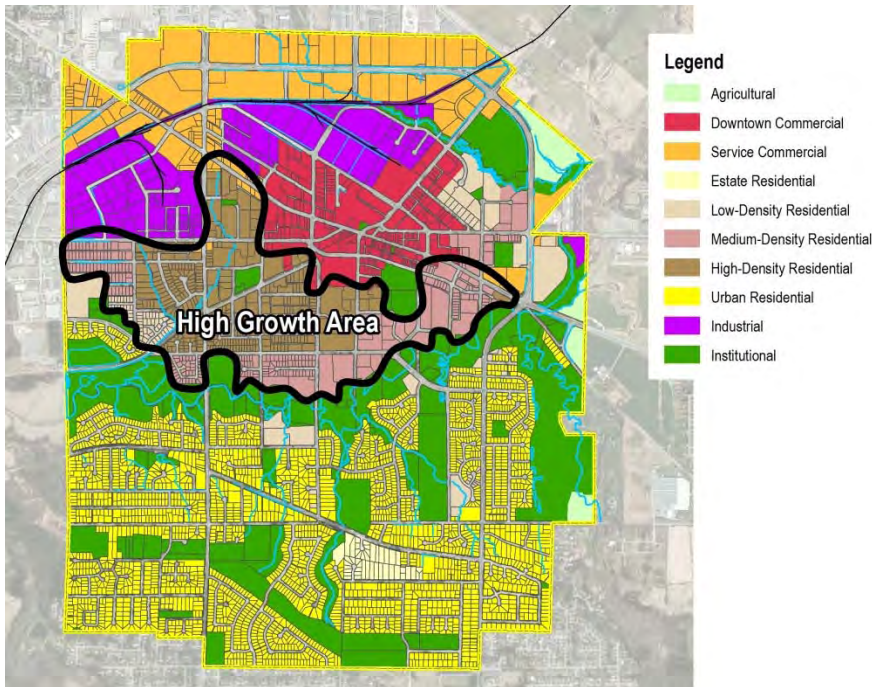 Legend
Agricultural
Downtown Commercial
Service Commercial
Estate Residential
Low-Density Residential
Medium-Density Residential
High-Density Residential
Urban Residential
Industrial
Institutional
High Growth Area